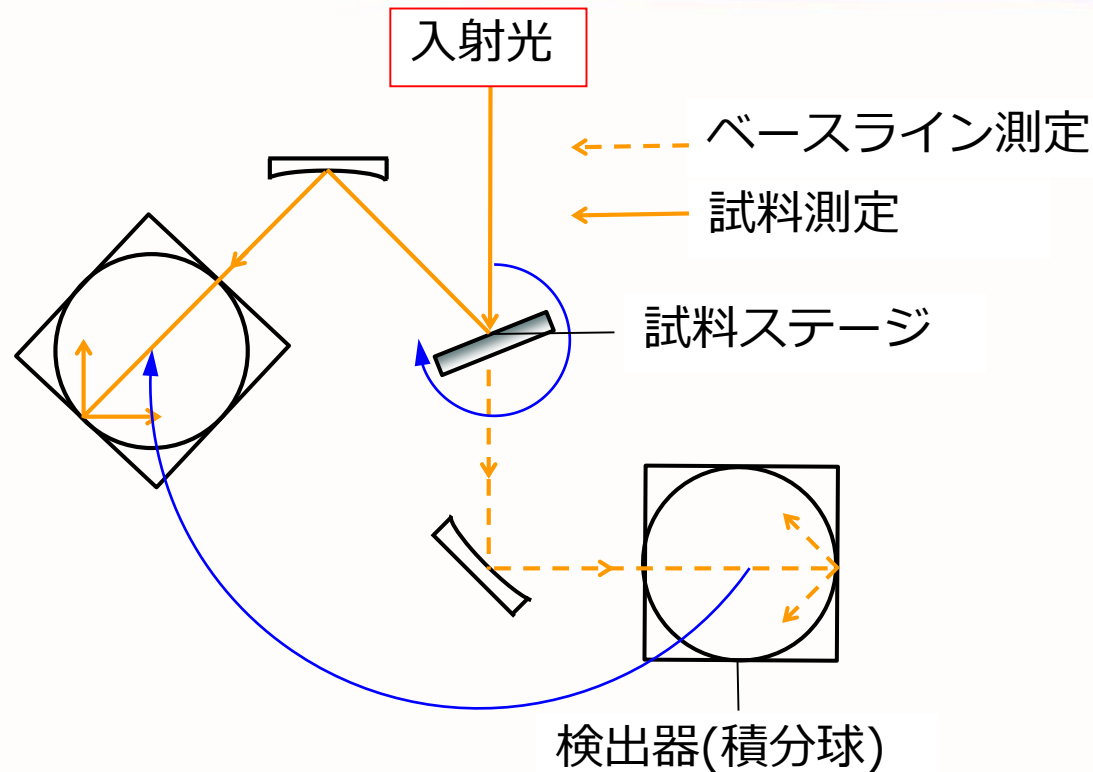 入射光
ベースライン測定
試料測定
試料ステージ
検出器(積分球)